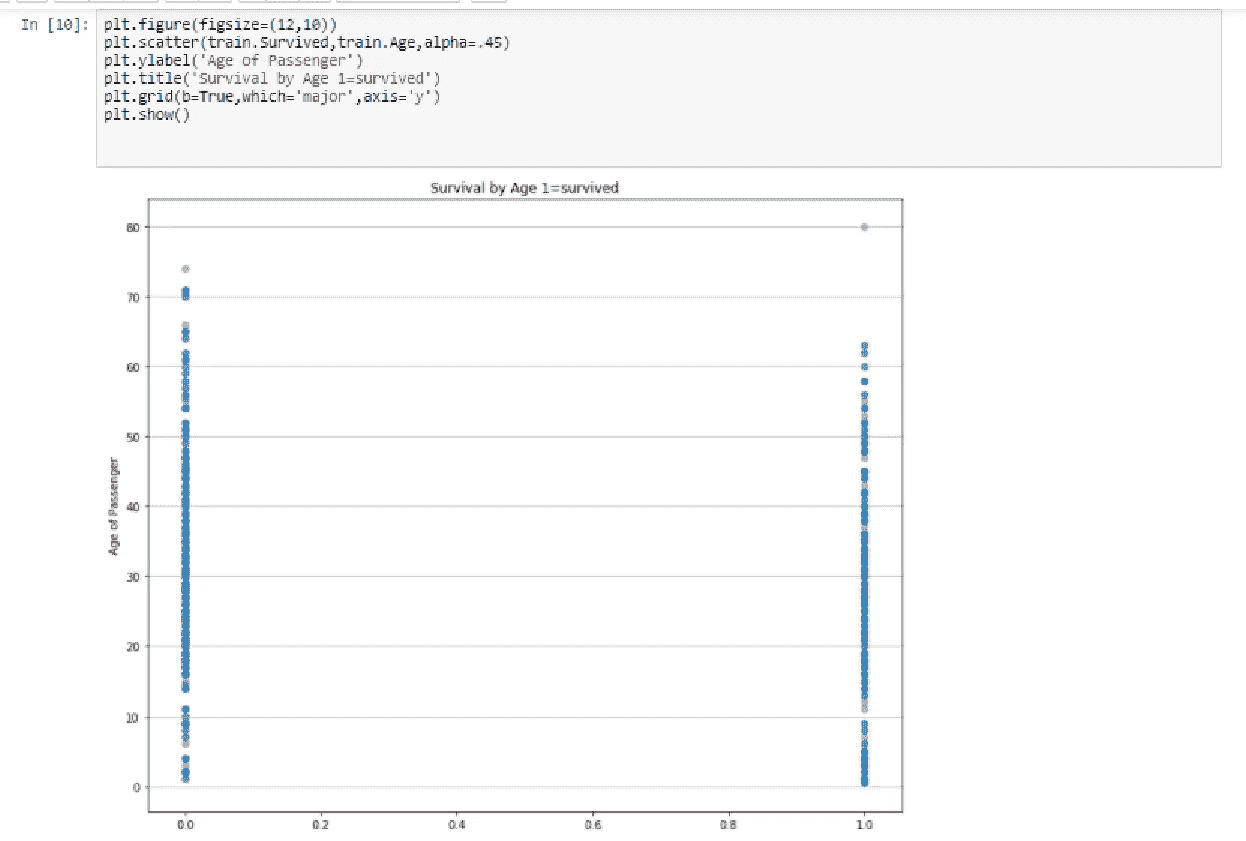 In [10]: plt.figure(figsize=(12,10))
plt.scatter(train.Survived,train.Age,alpha=.45)
plt.ylabel('Age of Passenger')
plt.title('Survival by Age 1=survived')
plt.grid(b=True,which='major',axis='y')
plt.show()
Survival by Age 1=survived
80
70
60
50
40
30
20
10
0
Age of Passenger
0.0 0.2 0.4 0.6 0.8 1.0